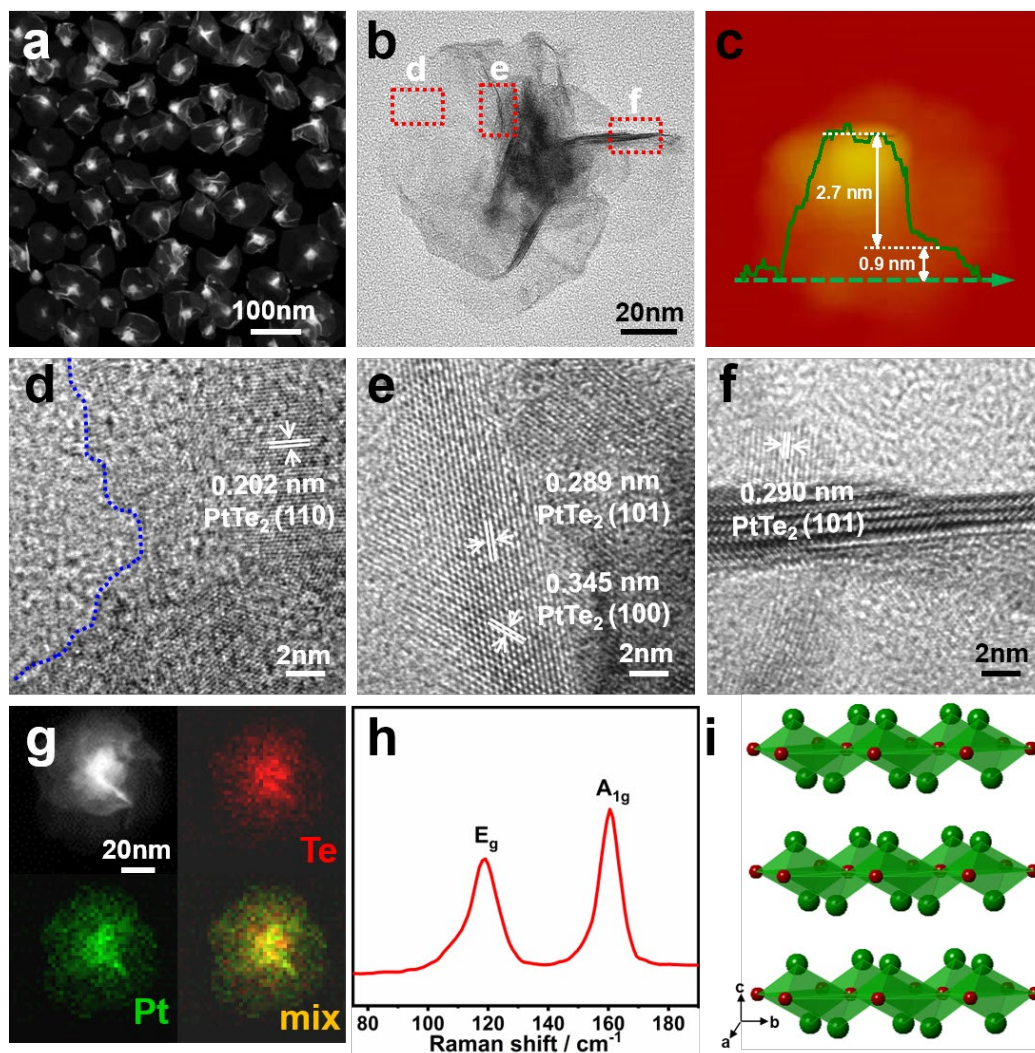 a
100nm
b
d
e
f
20nm
c
2.7 nm
0.9 nm
d
0.202 nm
PtTe₂ (110)
2nm
e
0.289 nm
PtTe₂ (101)
0.345 nm
PtTe₂ (100)
2nm
f
0.290 nm
PtTe₂ (101)
2nm
g
20nm
Te
Pt
mix
h
E_g
A_1g
80 100 120 140 160 180
Raman shift / cm⁻¹
i
c
b
a